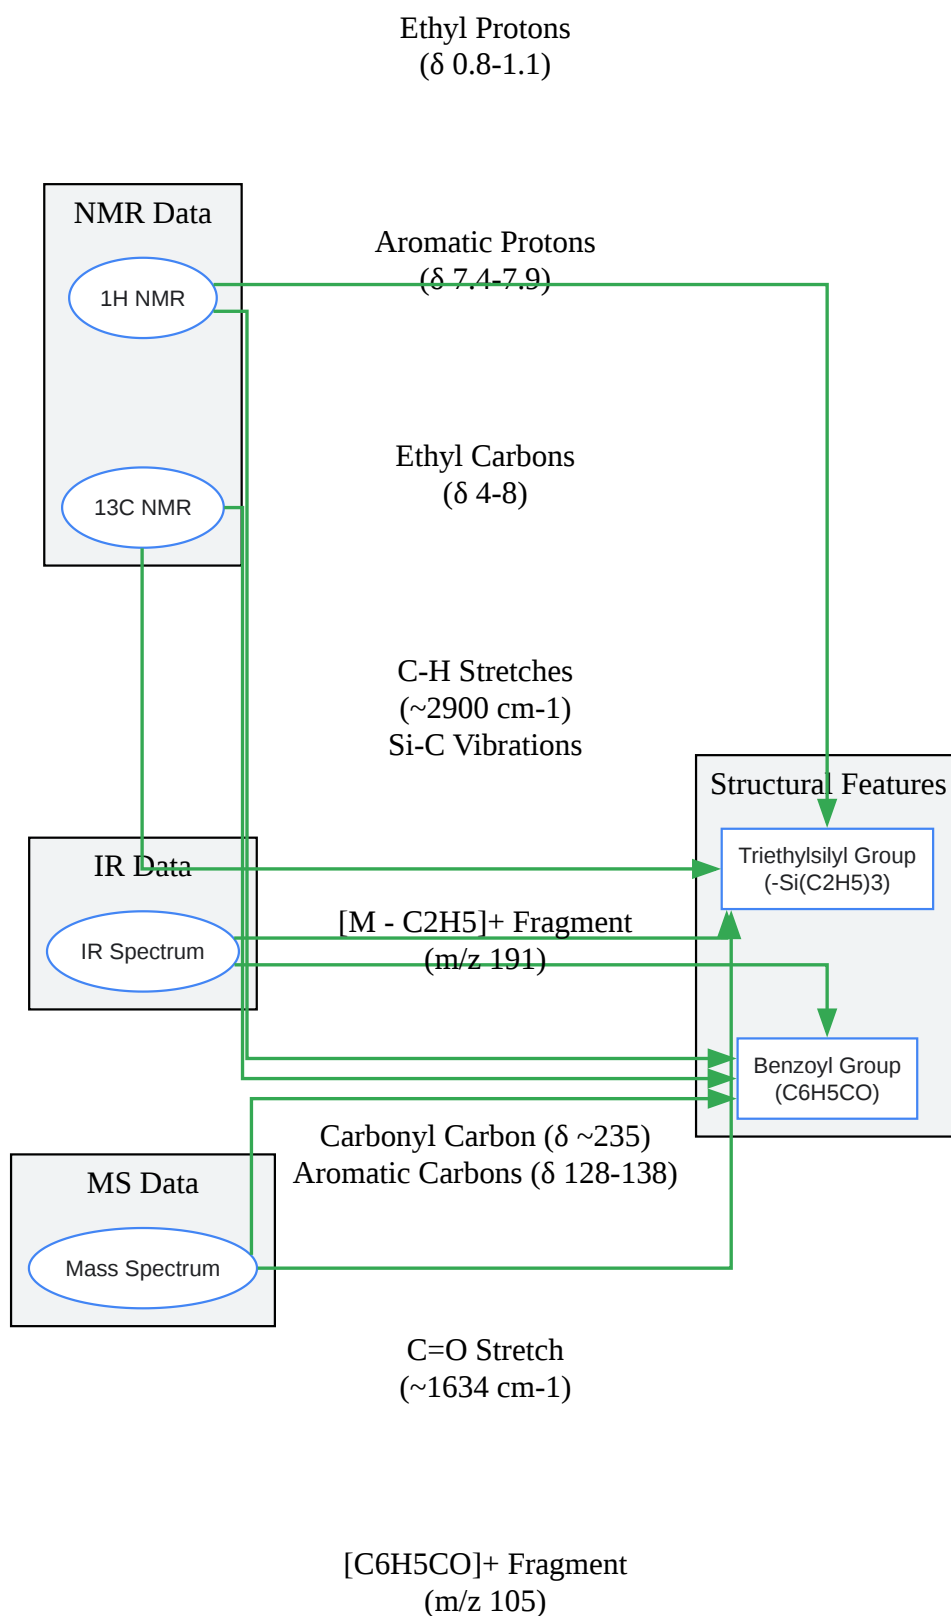 Ethyl Protons
(δ 0.8-1.1)
NMR Data
1H NMR
Aromatic Protons
(δ 7.4-7.9)
13C NMR
Ethyl Carbons
(δ 4-8)
C-H Stretches
(~2900 cm-1)
Si-C Vibrations
Structural Features
Triethylsilyl Group
(-Si(C2H5)3)
IR Data
IR Spectrum
[M - C2H5]+ Fragment
(m/z 191)
Benzoyl Group
(C6H5CO)
Carbonyl Carbon (δ ~235)
Aromatic Carbons (δ 128-138)
MS Data
Mass Spectrum
C=O Stretch
(~1634 cm-1)
[C6H5CO]+ Fragment
(m/z 105)